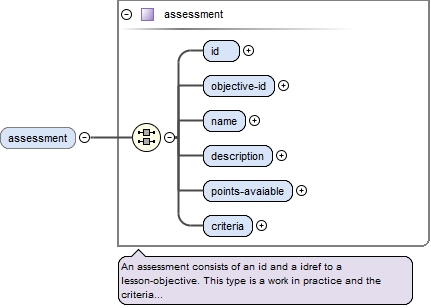 assessment
id
objective-id
name
assessment
description
points-avaiable
criteria
An assessment consists of an id and a idref to a
lesson-objective. This type is a work in practice and the
criteria...